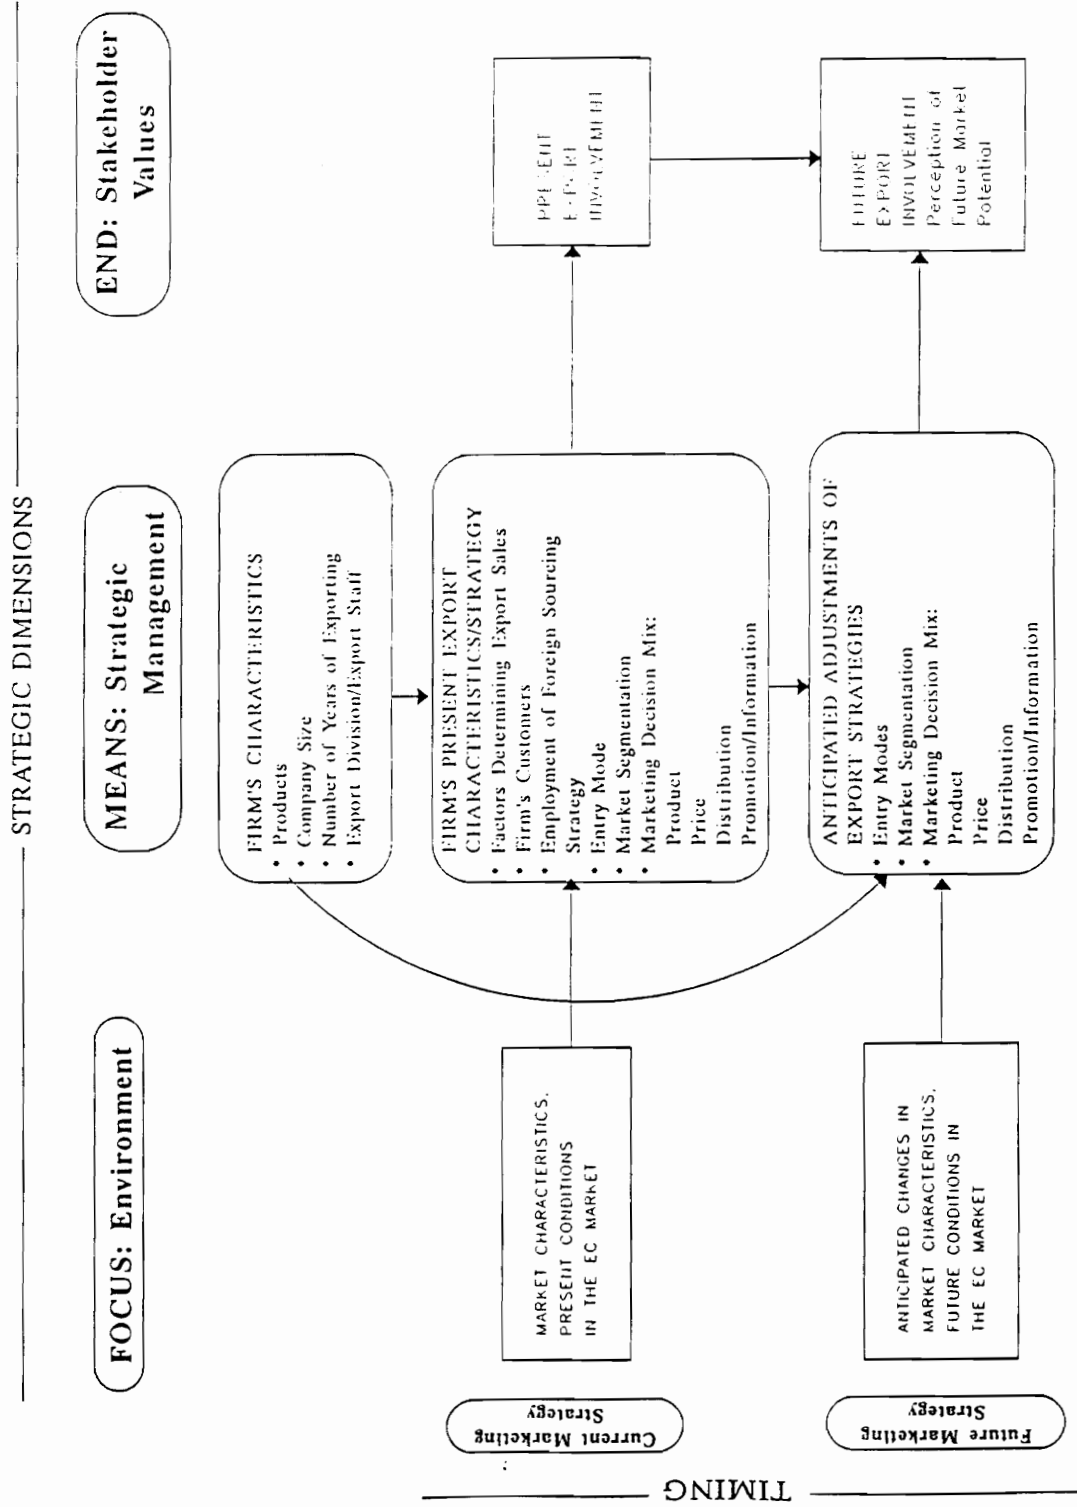 STRATEGIC DIMENSIONS
FOCUS: Environment
MEANS: Strategic
Management
END: Stakeholder
Values
TIMING
Current Marketing
Strategy
Future Marketing
Strategy
FIRM'S CHARACTERISTICS
• Products
• Company Size
• Number of Years of Exporting
• Export Division/Export Staff
MARKET CHARACTERISTICS,
PRESENT CONDITIONS
IN THE EC MARKET
FIRM'S PRESENT EXPORT
CHARACTERISTICS/STRATEGY
• Factors Determining Export Sales
• Firm's Customers
• Employment of Foreign Sourcing
Strategy
• Entry Mode
• Market Segmentation
• Marketing Decision Mix:
Product
Price
Distribution
Promotion/Information
PRESENT
EXPORT
INVOLVEMENT
ANTICIPATED CHANGES IN
MARKET CHARACTERISTICS,
FUTURE CONDITIONS IN
THE EC MARKET
ANTICIPATED ADJUSTMENTS OF
EXPORT STRATEGIES
• Entry Modes
• Market Segmentation
• Marketing Decision Mix:
Product
Price
Distribution
Promotion/Information
FUTURE
EXPORT
INVOLVEMENT
Perception of
Future Market
Potential